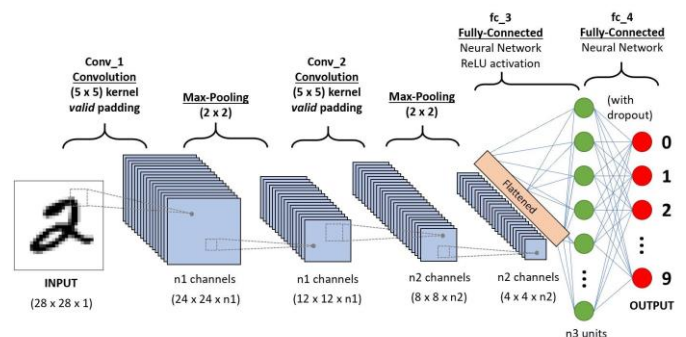 fc_3
Fully-Connected
Neural Network
ReLU activation
fc_4
Fully-Connected
Neural Network
Conv_1
Convolution
(5 x 5) kernel
valid padding
Max-Pooling
(2 x 2)
Conv_2
Convolution
(5 x 5) kernel
valid padding
Max-Pooling
(2 x 2)
(with
dropout)
Flattened
0
1
2
9
2
INPUT
(28 x 28 x 1)
n1 channels
(24 x 24 x n1)
n1 channels
(12 x 12 x n1)
n2 channels
(8 x 8 x n2)
n2 channels
(4 x 4 x n2)
OUTPUT
n3 units